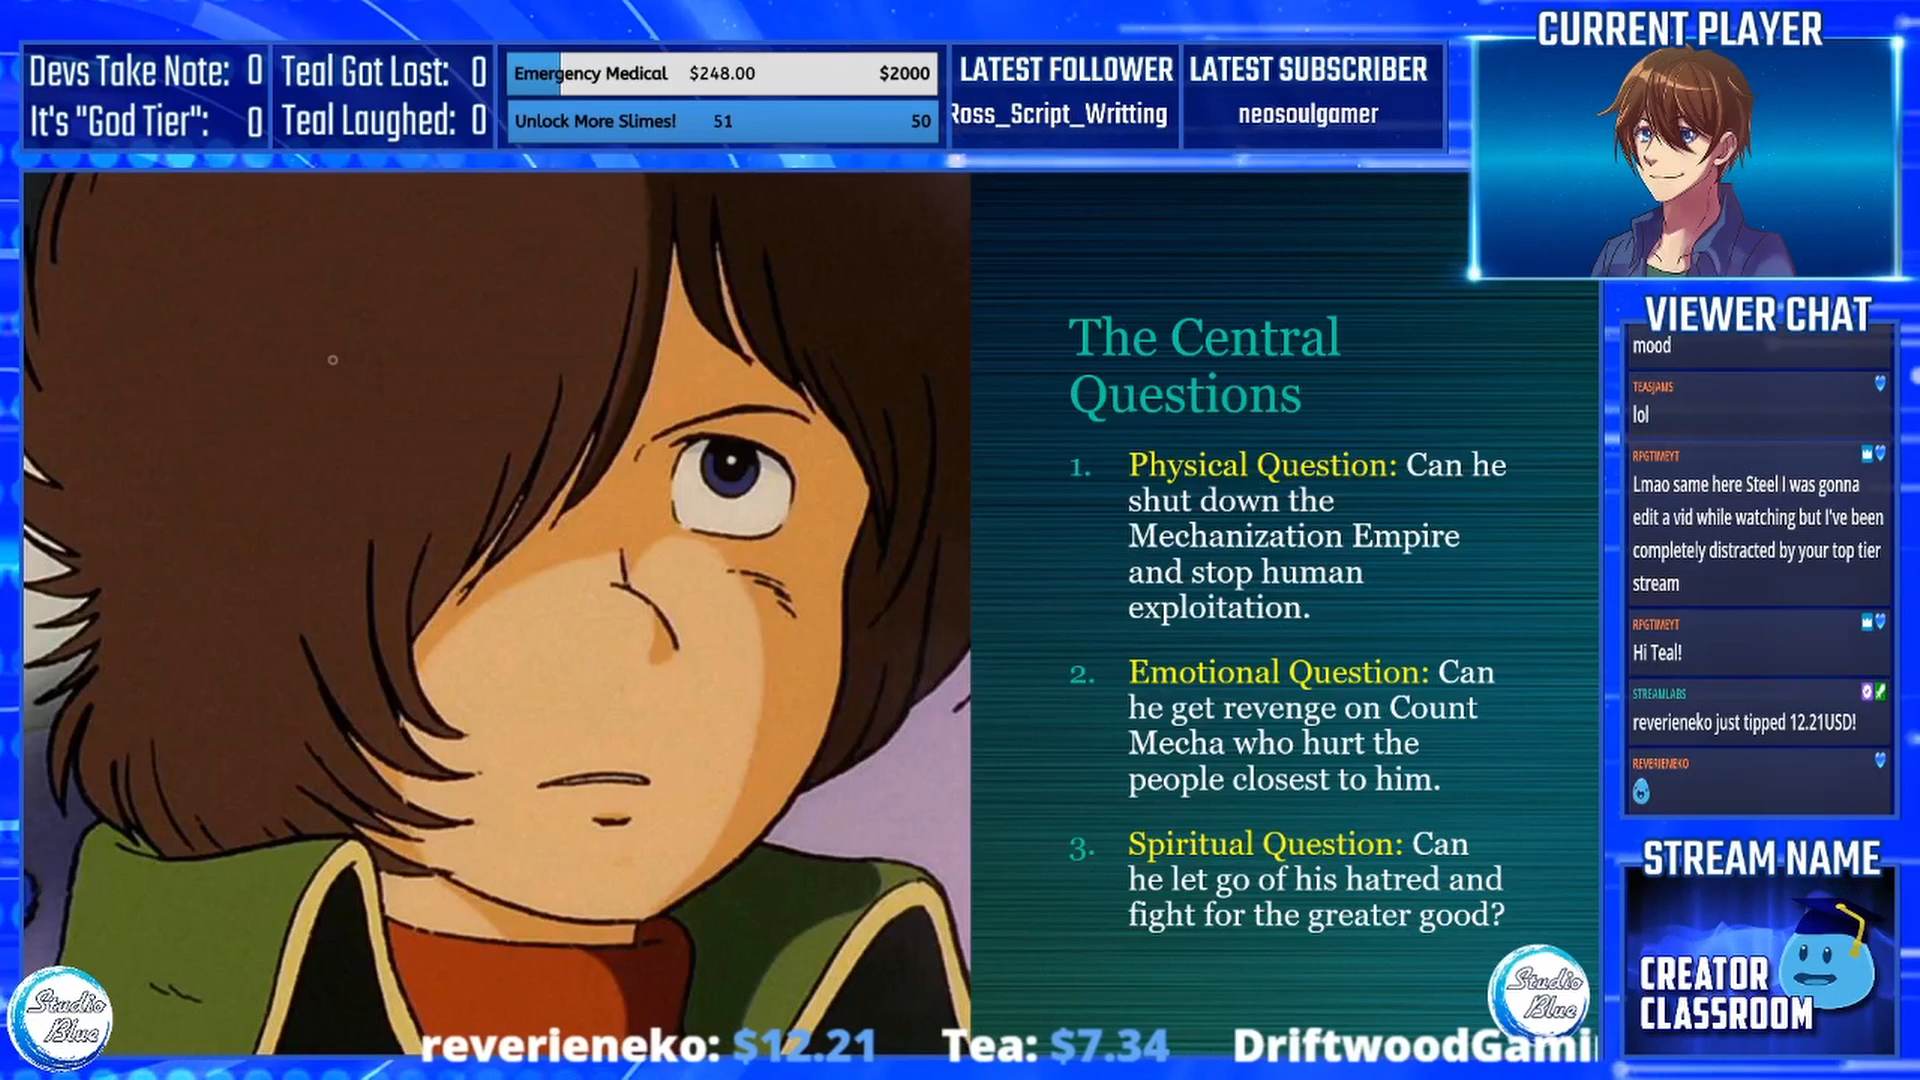 CURRENT PLAYER
Devs Take Note: 0
It's "God Tier": 0
Teal Got Lost: 0
Teal Laughed: 0
Emergency Medical $248.00 $2000
Unlock More Slimes! 51 50
LATEST FOLLOWER
Ross_Script_Writting
LATEST SUBSCRIBER
neosoulgamer
The Central
Questions
1. Physical Question: Can he
shut down the
Mechanization Empire
and stop human
exploitation.
2. Emotional Question: Can
he get revenge on Count
Mecha who hurt the
people closest to him.
3. Spiritual Question: Can
he let go of his hatred and
fight for the greater good?
VIEWER CHAT
mood
TEASJAMS
lol
RPGTIMEYT
Lmao same here Steel I was gonna
edit a vid while watching but I've been
completely distracted by your top tier
stream
RPGTIMEYT
Hi Teal!
STREAMLABS
reverieneko just tipped 12.21USD!
REVERIENEKO
STREAM NAME
CREATOR
CLASSROOM
Studio
Blue
Studio
Blue
reverieneko: $12.21 Tea: $7.34 DriftwoodGami